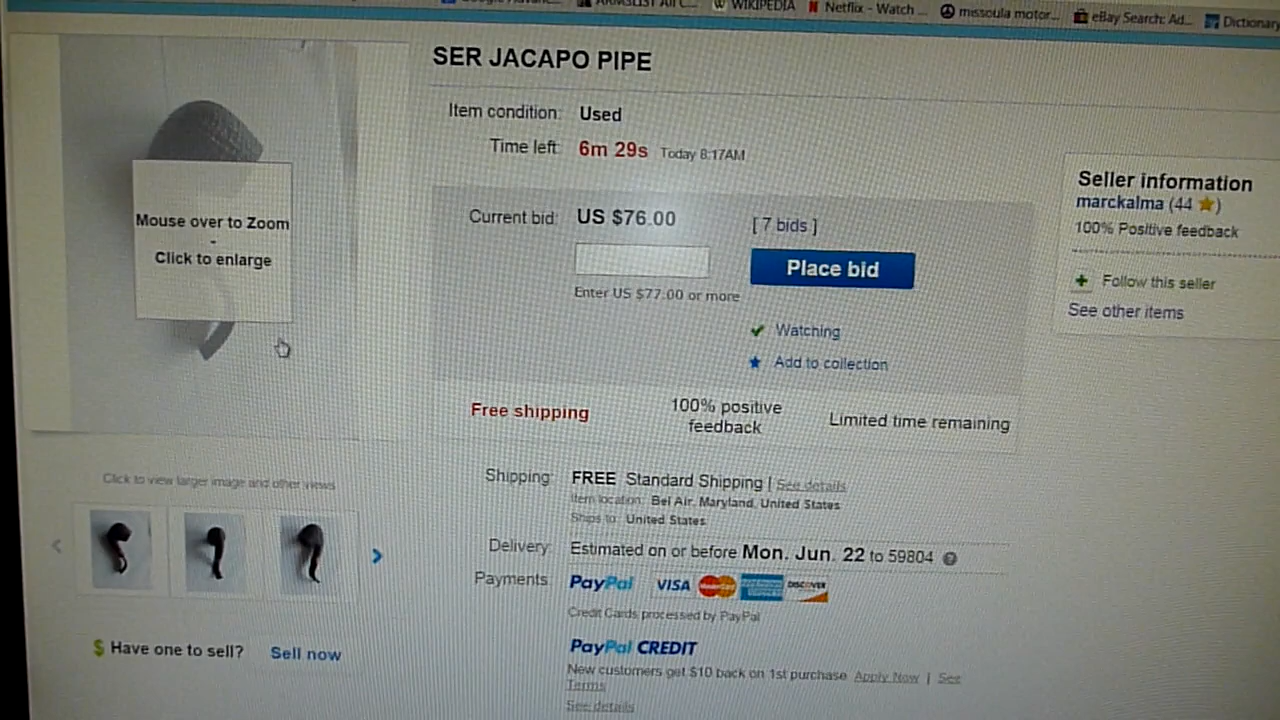 WIKIPEDIA
Netflix - Watch ...
missoula motor...
eBay Search: Ad...
Dictionary
SER JACAPO PIPE
Item condition: Used
Time left: 6m 29s Today 8:17AM
Current bid: US $76.00 [ 7 bids ]
Place bid
Enter US $77.00 or more
Watching
Add to collection
Mouse over to Zoom
-
Click to enlarge
Seller information
marckalma (44 )
100% Positive feedback
Follow this seller
See other items
Free shipping
100% positive
feedback
Limited time remaining
Click to view larger image and other views
Shipping: FREE Standard Shipping | See details
Item location: Bel Air, Maryland, United States
Ships to: United States
Delivery: Estimated on or before Mon. Jun. 22 to 59804
Payments: PayPal VISA MasterCard DISCOVER
Credit Cards processed by PayPal
PayPal CREDIT
New customers get $10 back on 1st purchase Apply Now | See
Terms
See details
$ Have one to sell? Sell now